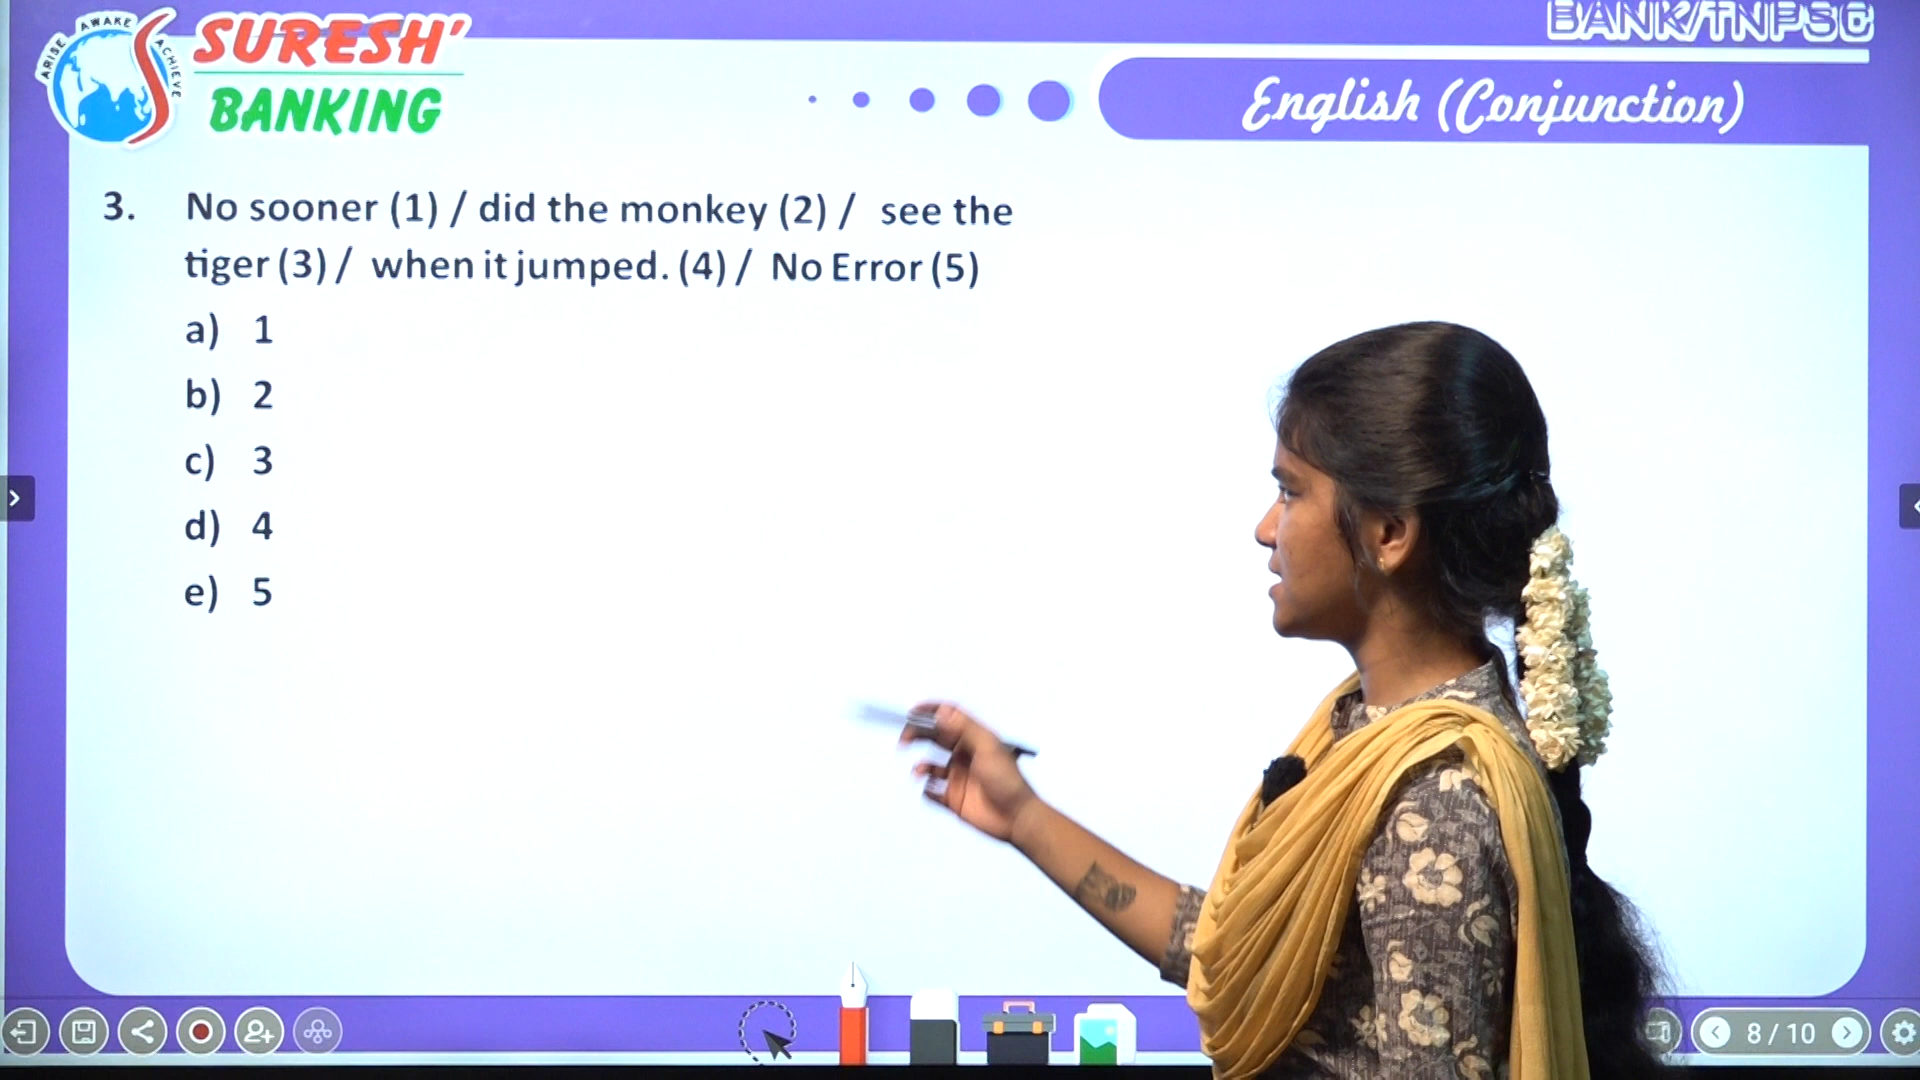 ARISE AWAKE ACHIEVE
SURESH'
BANKING
BANK/TNPSC
English (Conjunction)
3. No sooner (1) / did the monkey (2) / see the
tiger (3) / when it jumped. (4) / No Error (5)
a) 1
b) 2
c) 3
d) 4
e) 5
8 / 10